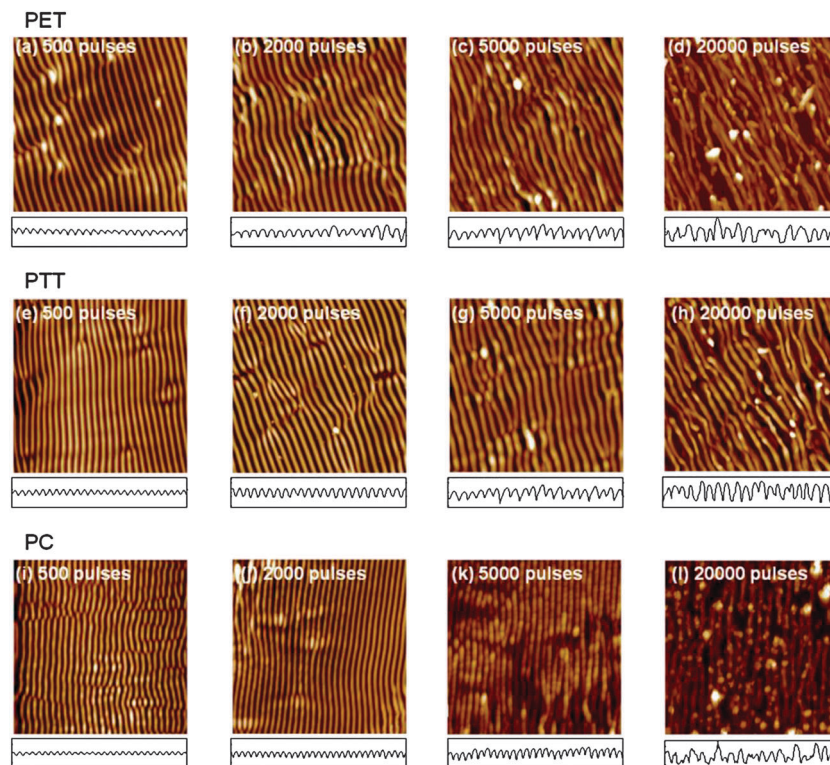 PET
(a) 500 pulses
(b) 2000 pulses
(c) 5000 pulses
(d) 20000 pulses
PTT
(e) 500 pulses
(f) 2000 pulses
(g) 5000 pulses
(h) 20000 pulses
PC
(i) 500 pulses
(j) 2000 pulses
(k) 5000 pulses
(l) 20000 pulses